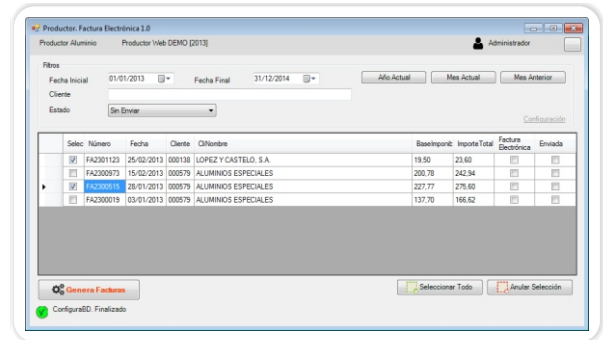 Productor. Factura Electrónica 1.0
Productor Aluminio Productor Web DEMO [2013] Administrador
Filtros
Fecha Inicial 01/01/2013 Fecha Final 31/12/2014 Año Actual Mes Actual Mes Anterior
Cliente
Estado Sin Enviar
Configuración
Selec Número Fecha Cliente CliNombre BaseImponib ImporteTotal Factura Electrónica Enviada
FA2301123 25/02/2013 000138 LOPEZ Y CASTELO, S.A. 19,50 23,60
FA2300973 15/02/2013 000579 ALUMINIOS ESPECIALES 200,78 242,94
FA2300515 28/01/2013 000579 ALUMINIOS ESPECIALES 227,77 275,60
FA2300019 03/01/2013 000579 ALUMINIOS ESPECIALES 137,70 166,62
Genera Facturas Seleccionar Todo Anular Selección
ConfiguraBD. Finalizado